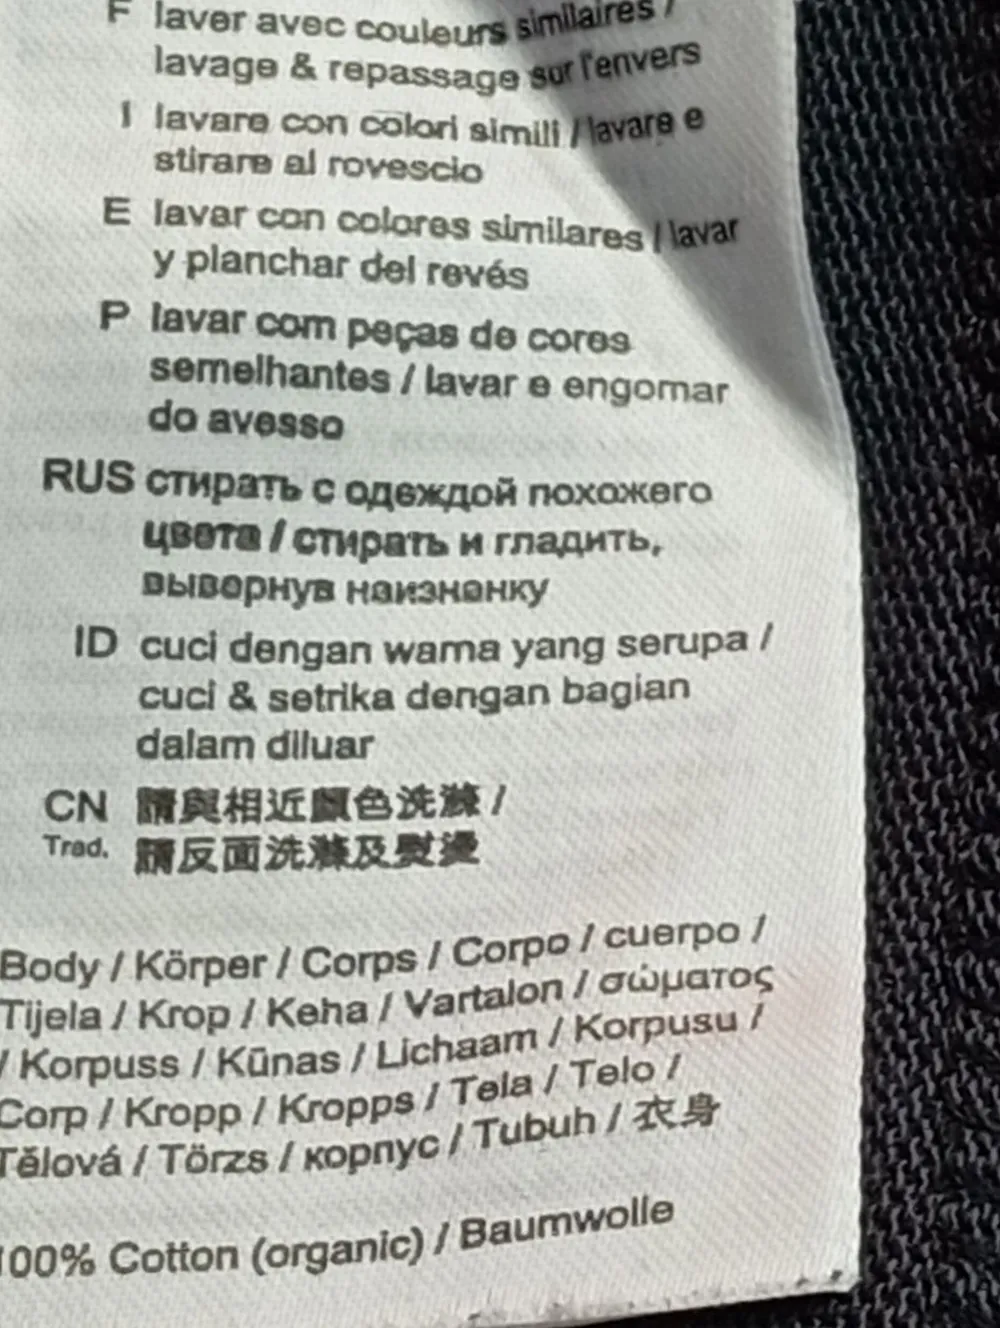 F laver avec couleurs similaires /
lavage & repassage sur l'envers
I lavare con colori simili / lavare e
stirare al rovescio
E lavar con colores similares / lavar
y planchar del revés
P lavar com peças de cores
semelhantes / lavar e engomar
do avesso
RUS стирать с одеждой похожего
цвета / стирать и гладить,
вывернув наизнанку
ID cuci dengan warna yang serupa /
cuci & setrika dengan bagian
dalam diluar
CN 請與相近顏色洗滌 /
Trad. 請反面洗滌及熨燙
Body / Körper / Corps / Corpo / cuerpo /
Tijela / Krop / Keha / Vartalon / σώματος
/ Korpuss / Kūnas / Lichaam / Korpusu /
Corp / Kropp / Kropps / Tela / Telo /
Tělová / Törzs / корпус / Tubuh / 衣身
100% Cotton (organic) / Baumwolle